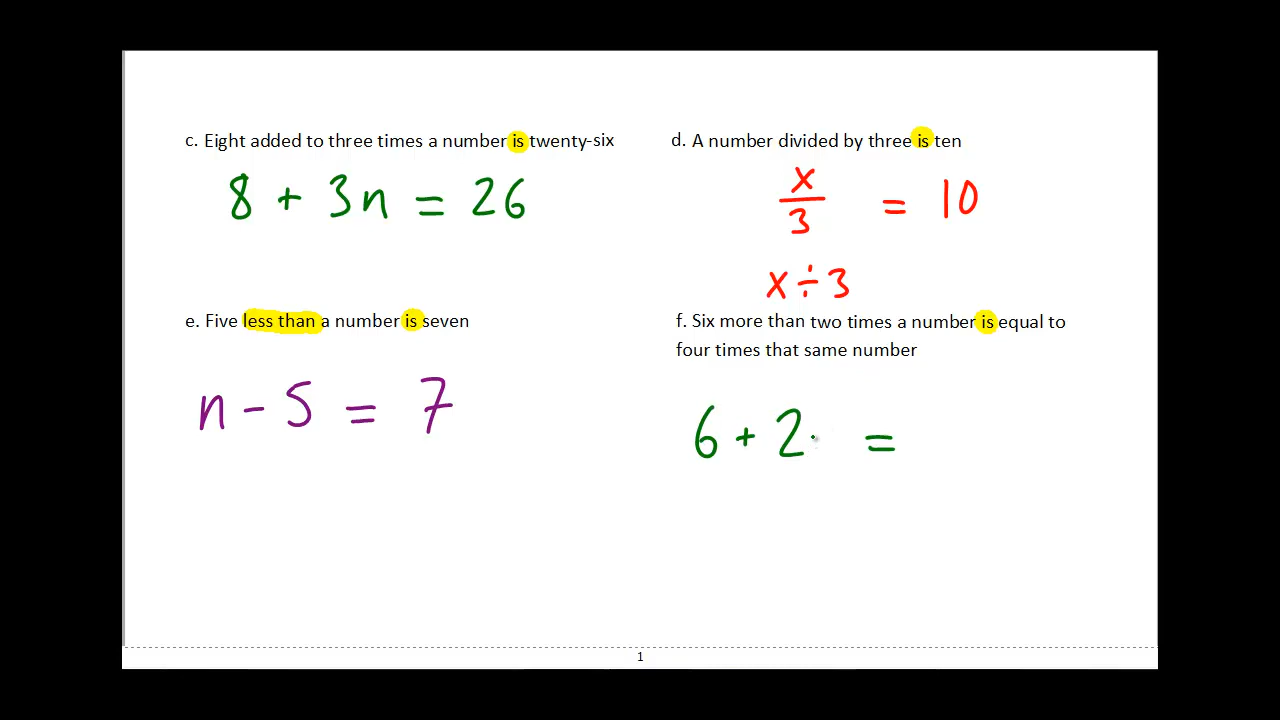 c. Eight added to three times a number is twenty-six
8 + 3n = 26
d. A number divided by three is ten
x/3 = 10
x ÷ 3
e. Five less than a number is seven
n - 5 = 7
f. Six more than two times a number is equal to
four times that same number
6 + 2· =
1